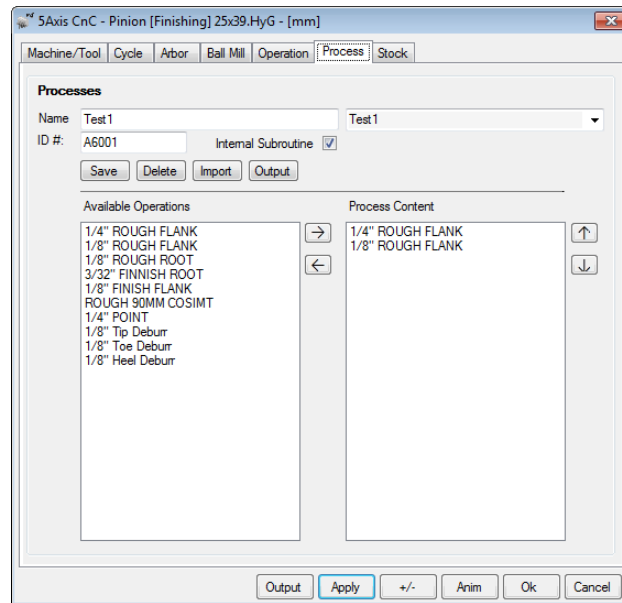 5Axis CnC - Pinion [Finishing] 25x39.HyG - [mm]
Machine/Tool Cycle Arbor Ball Mill Operation Process Stock
Processes
Name Test1 Test1
ID #: A6001 Internal Subroutine
Save Delete Import Output
Available Operations Process Content
1/4" ROUGH FLANK 1/4" ROUGH FLANK
1/8" ROUGH FLANK 1/8" ROUGH FLANK
1/8" ROUGH ROOT
3/32" FINNISH ROOT
1/8" FINISH FLANK
ROUGH 90MM COSIMT
1/4" POINT
1/8" Tip Deburr
1/8" Toe Deburr
1/8" Heel Deburr
Output Apply +/- Anim Ok Cancel